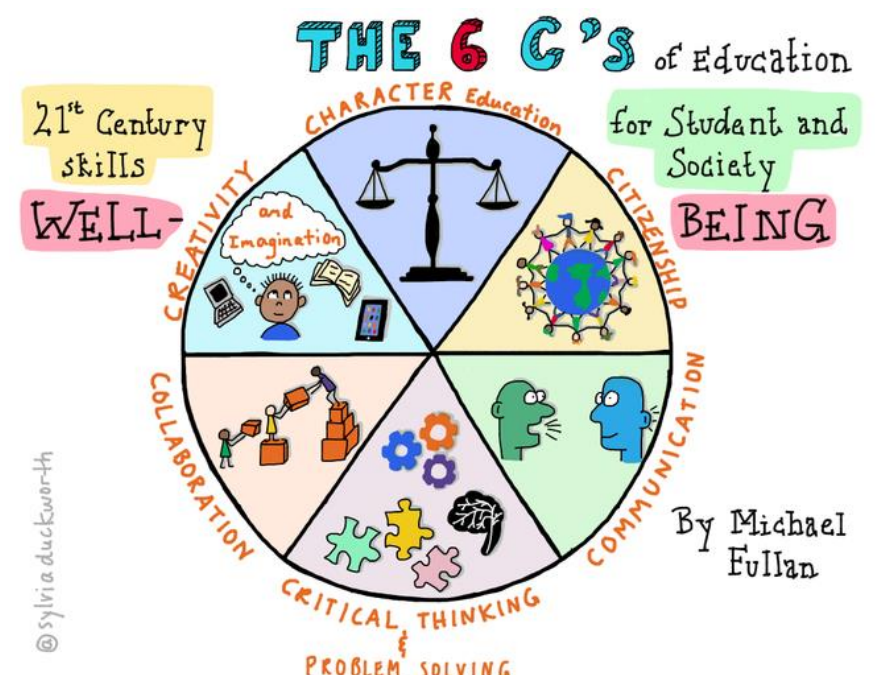 THE 6 C'S of Education
21st Century
skills
WELL-
for Student and
Society
BEING
CHARACTER Education
CITIZENSHIP
COMMUNICATION
CRITICAL THINKING
&
PROBLEM SOLVING
COLLABORATION
CREATIVITY
and
Imagination
By Michael
Fullan
@sylviaduckworth